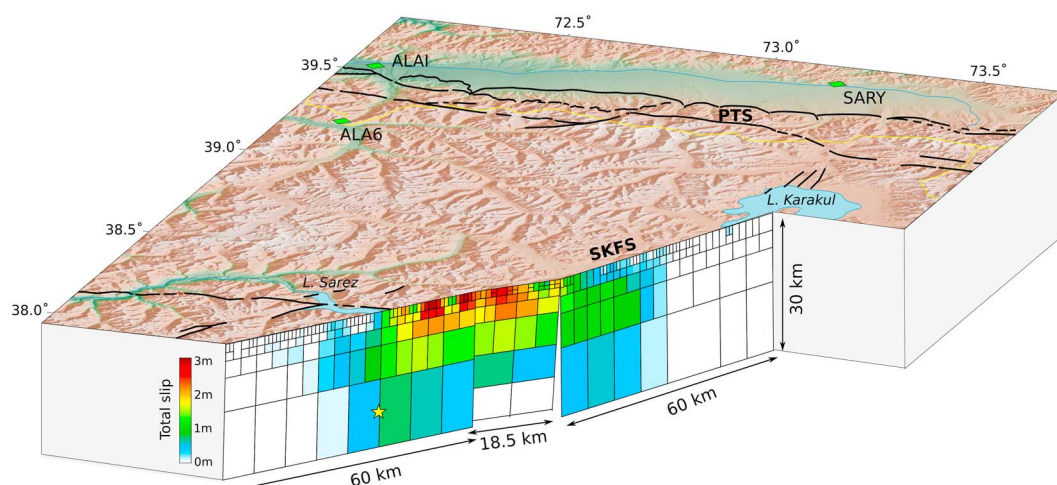 72.5°
73.0°
73.5°
39.5°
ALAI
SARY
PTS
ALA6
39.0°
L. Karakul
38.5°
SKFS
L. Sarez
38.0°
30 km
Total slip
3m
2m
1m
0m
60 km
18.5 km
60 km